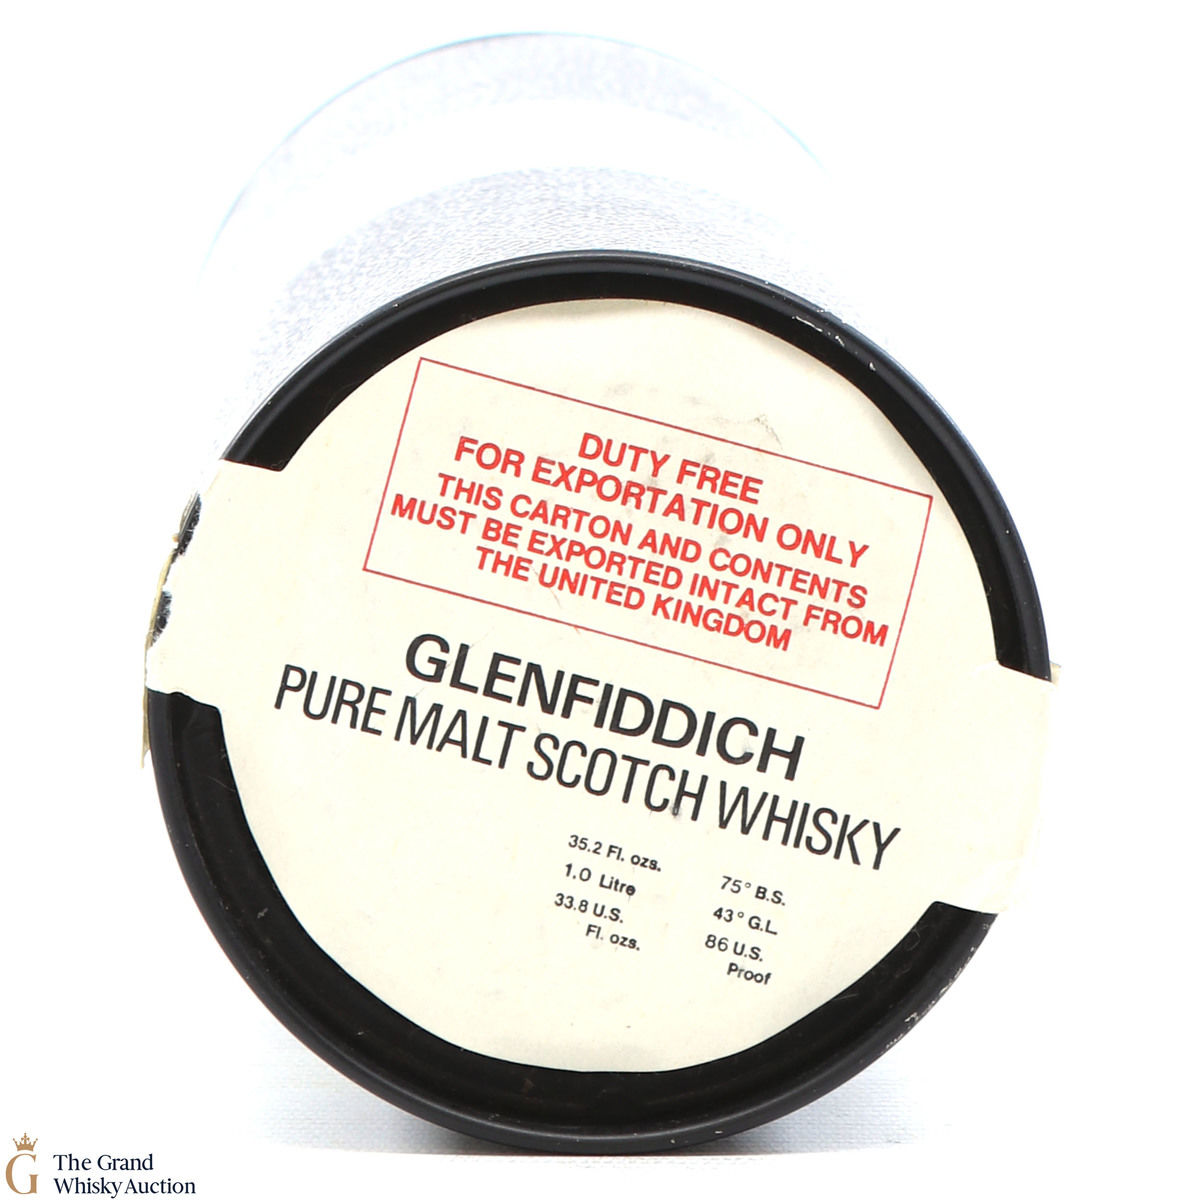 DUTY FREE
FOR EXPORTATION ONLY
THIS CARTON AND CONTENTS
MUST BE EXPORTED INTACT FROM
THE UNITED KINGDOM
GLENFIDDICH
PURE MALT SCOTCH WHISKY
35.2 Fl. ozs. 75° B.S.
1.0 Litre 43° G.L.
33.8 U.S. 86 U.S.
Fl. ozs. Proof
G The Grand
Whisky Auction